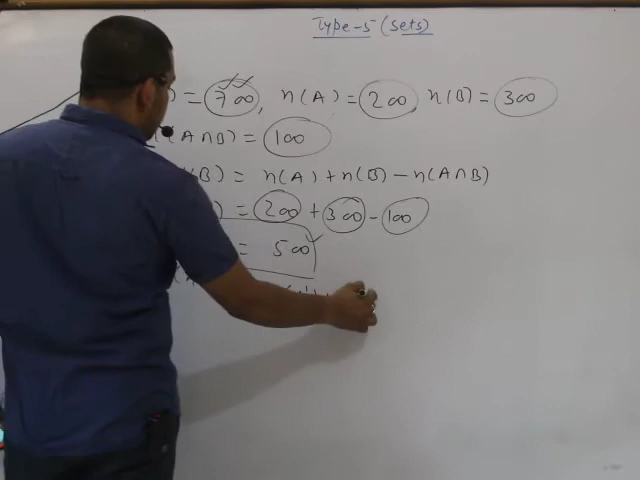 Type-5 (Sets)
) = 700, n(A) = 200 n(B) = 300
(A∩B) = 100
B) = n(A) + n(B) - n(A∩B)
) = 200 + 300 - 100
= 500